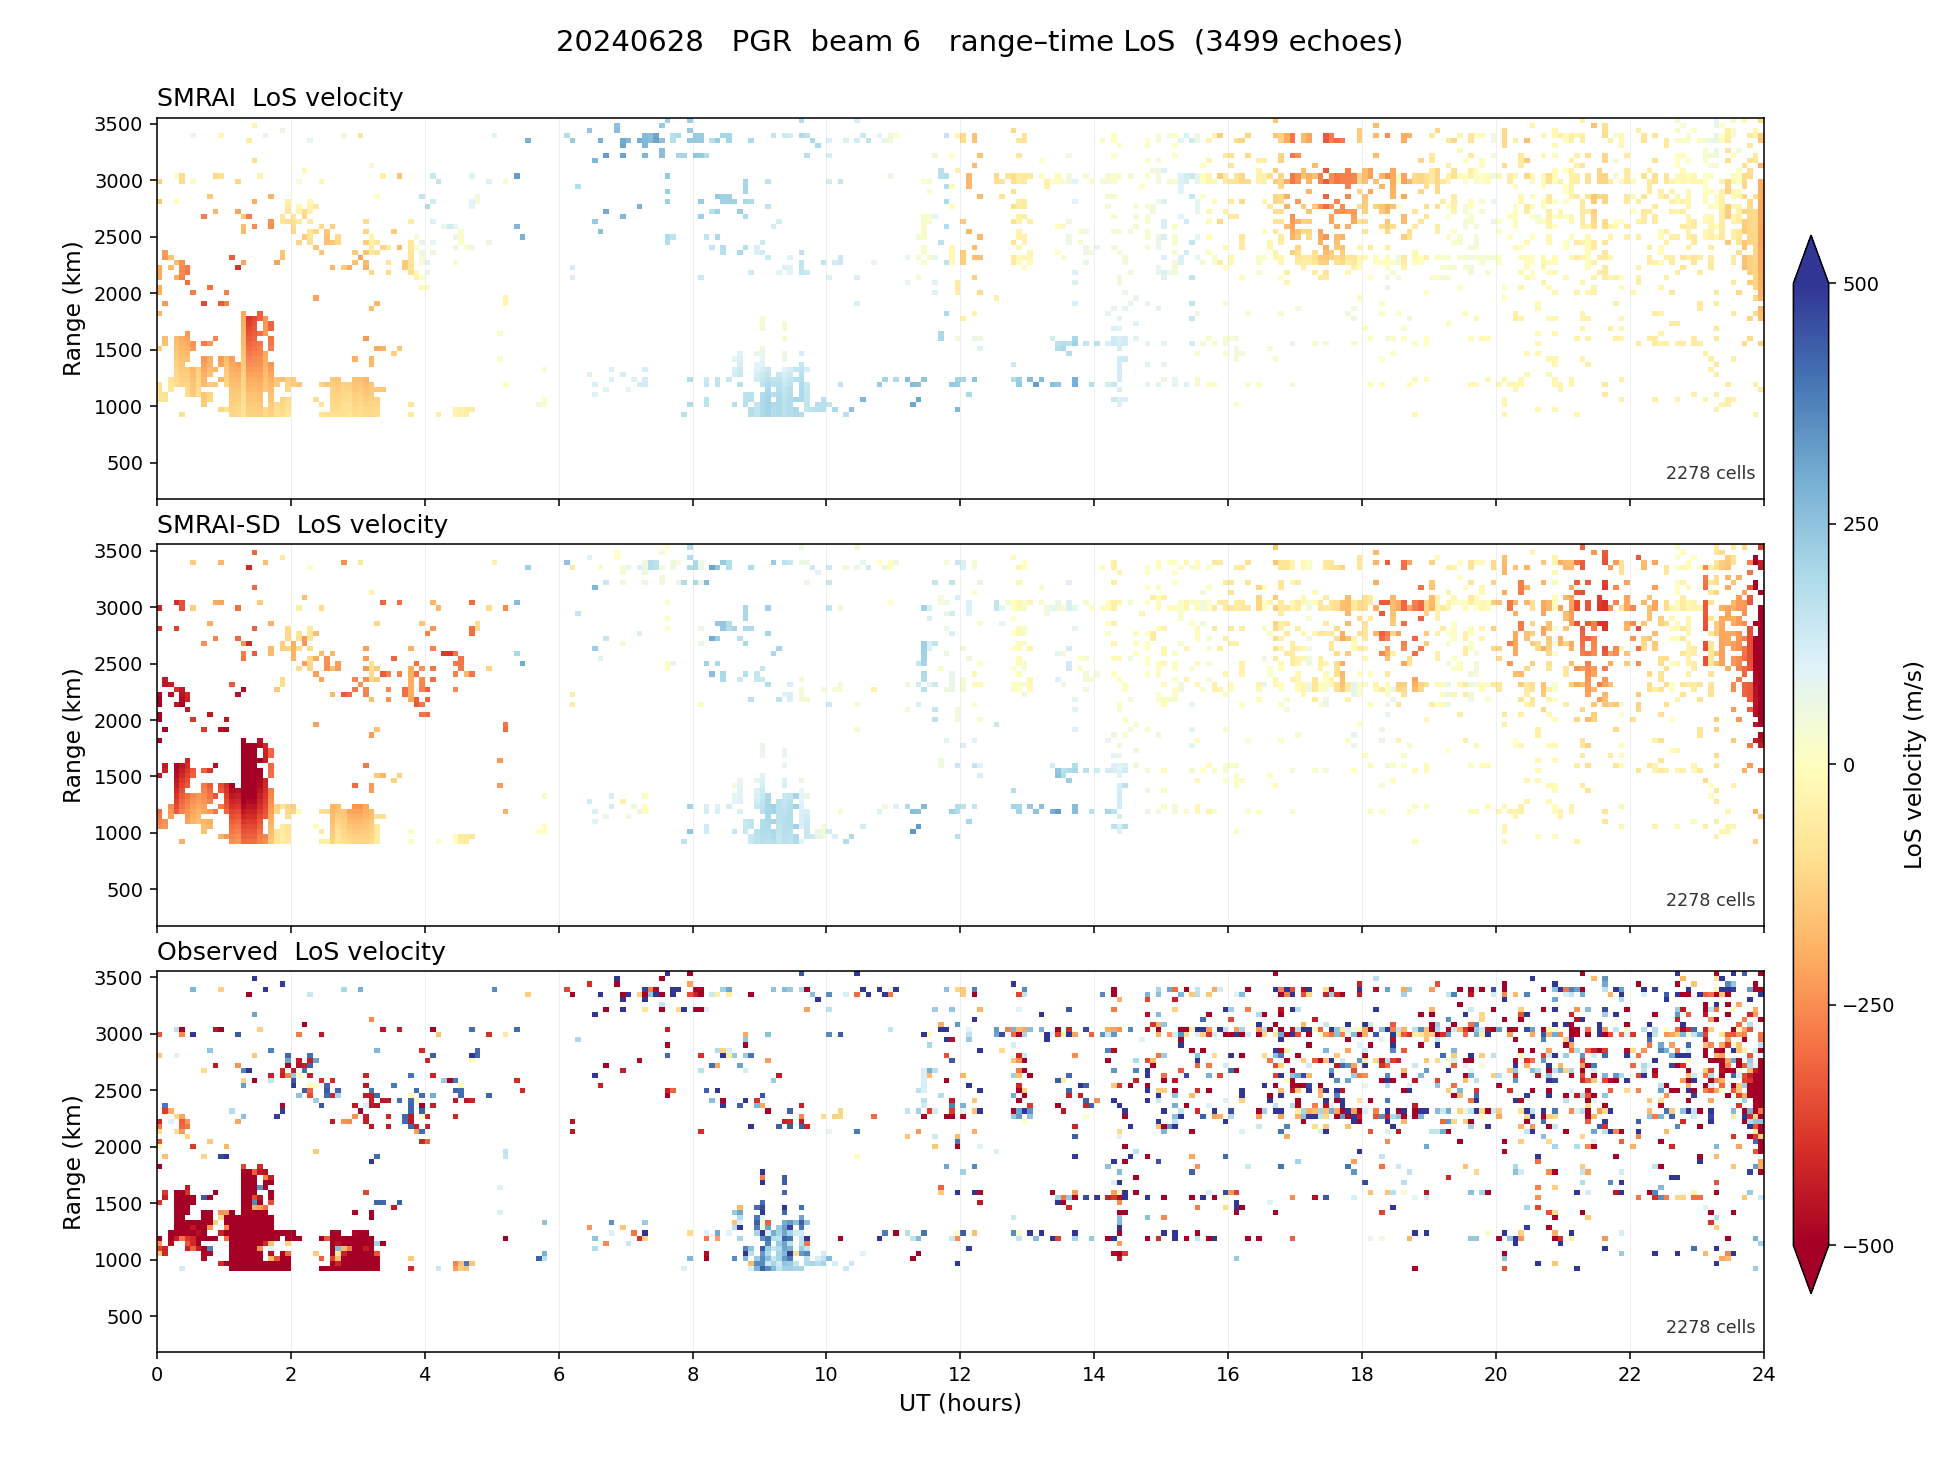 20240628   PGR  beam 6   range–time LoS  (3499 echoes)
SMRAI  LoS velocity
3500
3000
2500
2000
1500
1000
500
Range (km)
2278 cells
SMRAI-SD  LoS velocity
3500
3000
2500
2000
1500
1000
500
Range (km)
2278 cells
Observed  LoS velocity
3500
3000
2500
2000
1500
1000
500
Range (km)
2278 cells
0 2 4 6 8 10 12 14 16 18 20 22 24
UT (hours)
500
250
0
−250
−500
LoS velocity (m/s)